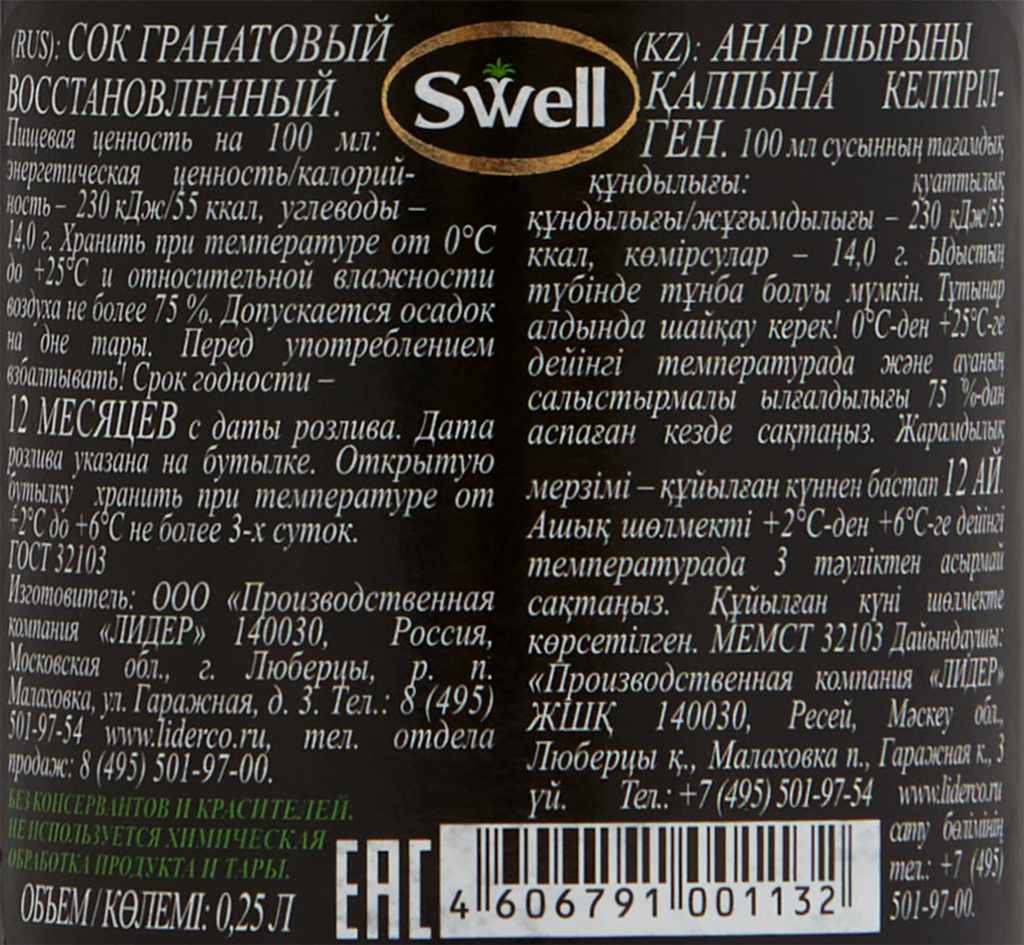 (RUS): СОК ГРАНАТОВЫЙ
ВОССТАНОВЛЕННЫЙ.
Пищевая ценность на 100 мл:
энергетическая ценность/калорий-
ность – 230 кДж/55 ккал, углеводы –
14,0 г. Хранить при температуре от 0°С
до +25°С и относительной влажности
воздуха не более 75 %. Допускается осадок
на дне тары. Перед употреблением
взбалтывать! Срок годности –
12 МЕСЯЦЕВ с даты розлива. Дата
розлива указана на бутылке. Открытую
бутылку хранить при температуре от
+2°С до +6°С не более 3-х суток.
ГОСТ 32103
Изготовитель: ООО «Производственная
компания «ЛИДЕР» 140030, Россия,
Московская обл., г. Люберцы, р. п.
Малаховка, ул. Гаражная, д. 3. Тел.: 8 (495)
501-97-54 www.liderco.ru, тел. отдела
продаж: 8 (495) 501-97-00.
БЕЗ КОНСЕРВАНТОВ И КРАСИТЕЛЕЙ.
НЕ ИСПОЛЬЗУЕТСЯ ХИМИЧЕСКАЯ
ОБРАБОТКА ПРОДУКТА И ТАРЫ.
ОБЪЕМ/КӨЛЕМІ: 0,25 Л
Swell
(KZ): АНАР ШЫРЫНЫ
ҚАЛПЫНА КЕЛТІРІЛ-
ГЕН. 100 мл сусынның тағамдық
құндылығы: қуаттылық
құндылығы/жұғымдылығы – 230 кДж/55
ккал, көмірсулар – 14,0 г. Ыдыстың
түбінде тұнба болуы мүмкін. Тұтынар
алдында шайқау керек! 0°С-ден +25°С-ге
дейінгі температурада және ауаның
салыстырмалы ылғалдылығы 75 %-дан
аспаған кезде сақтаңыз. Жарамдылық
мерзімі – құйылған күннен бастап 12 АЙ.
Ашық шөлмекті +2°С-ден +6°С-ге дейінгі
температурада 3 тәуліктен асырмай
сақтаңыз. Құйылған күні шөлмекте
көрсетілген. МЕМСТ 32103 Дайындаушы:
«Производственная компания «ЛИДЕР»
ЖШҚ 140030, Ресей, Мәскеу обл.,
Люберцы қ., Малаховка п., Гаражная к., 3
үй. Тел.: +7 (495) 501-97-54 www.liderco.ru
сату бөлімінің
тел.: +7 (495)
501-97-00.
EAC
4 606791 001132